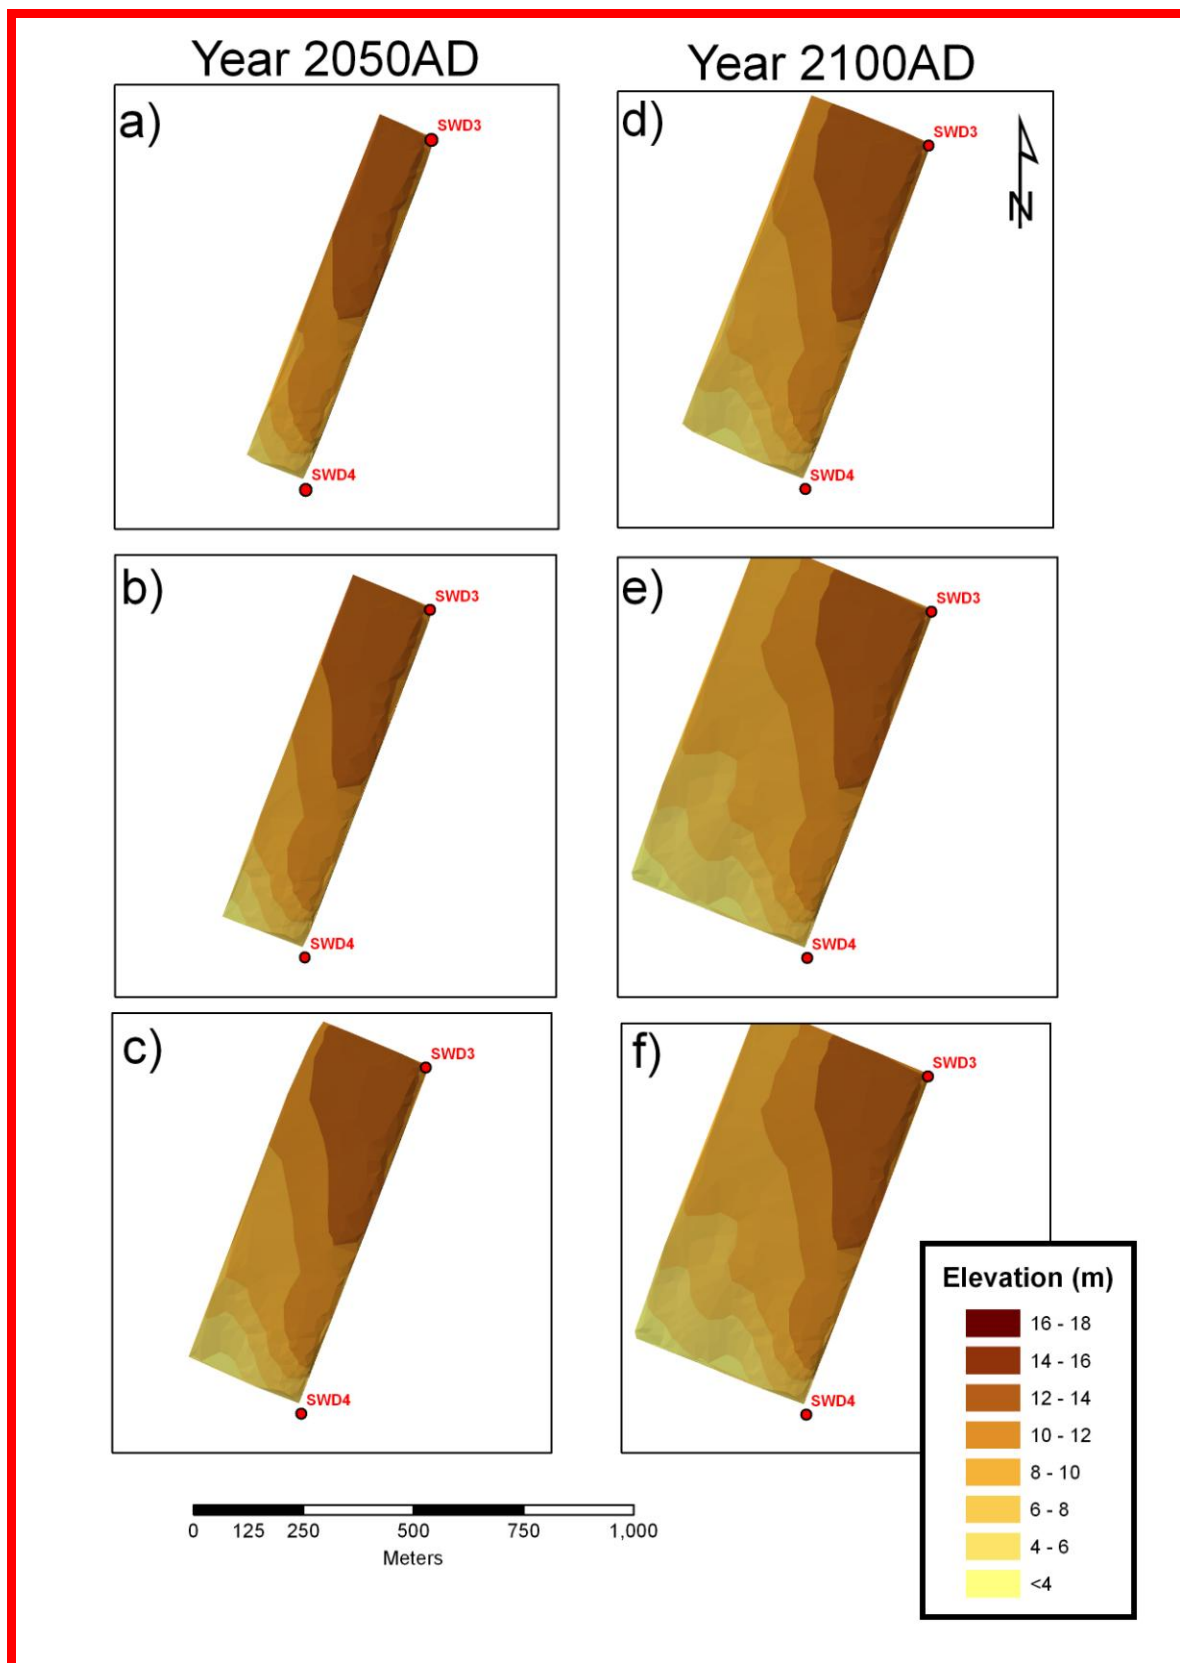 Year 2050AD
Year 2100AD
a)
SWD3
SWD4
d)
SWD3
N
SWD4
b)
SWD3
SWD4
e)
SWD3
SWD4
c)
SWD3
SWD4
f)
SWD3
SWD4
Elevation (m)
16 - 18
14 - 16
12 - 14
10 - 12
8 - 10
6 - 8
4 - 6
<4
0 125 250 500 750 1,000
Meters